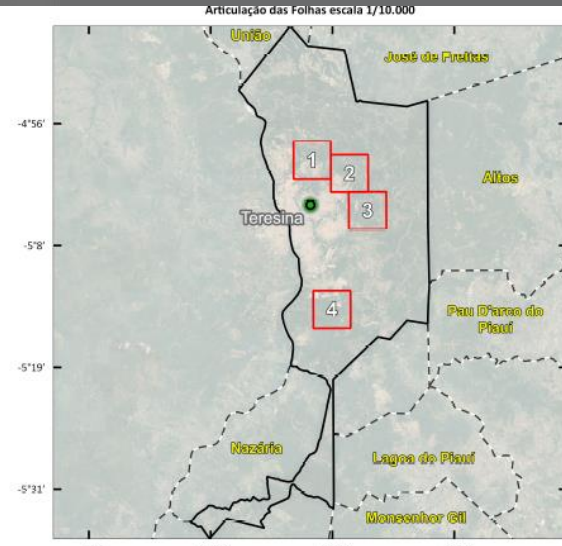 Articulação das Folhas escala 1/10.000
União
José de Freitas
-4°56'
1
2
Altos
3
Teresina
-5°8'
4
Pau D'arco do
Piauí
-5°19'
Nazária
Lagoa do Piauí
-5°31'
Monsenhor Gil